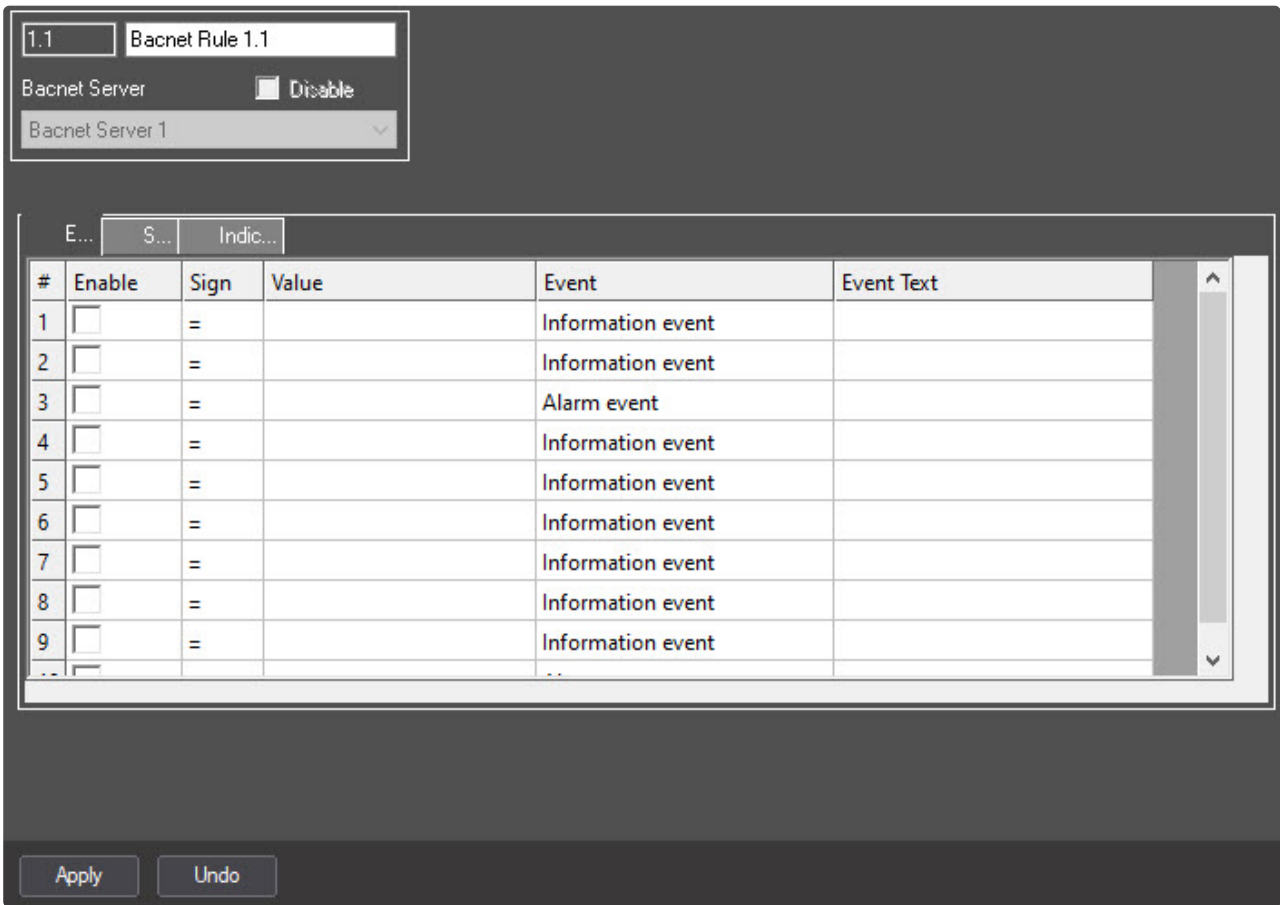 1.1 Bacnet Rule 1.1
Bacnet Server Disable
Bacnet Server 1
E... S... Indic...
# Enable Sign Value Event Event Text
1 = Information event
2 = Information event
3 = Alarm event
4 = Information event
5 = Information event
6 = Information event
7 = Information event
8 = Information event
9 = Information event
Apply Undo